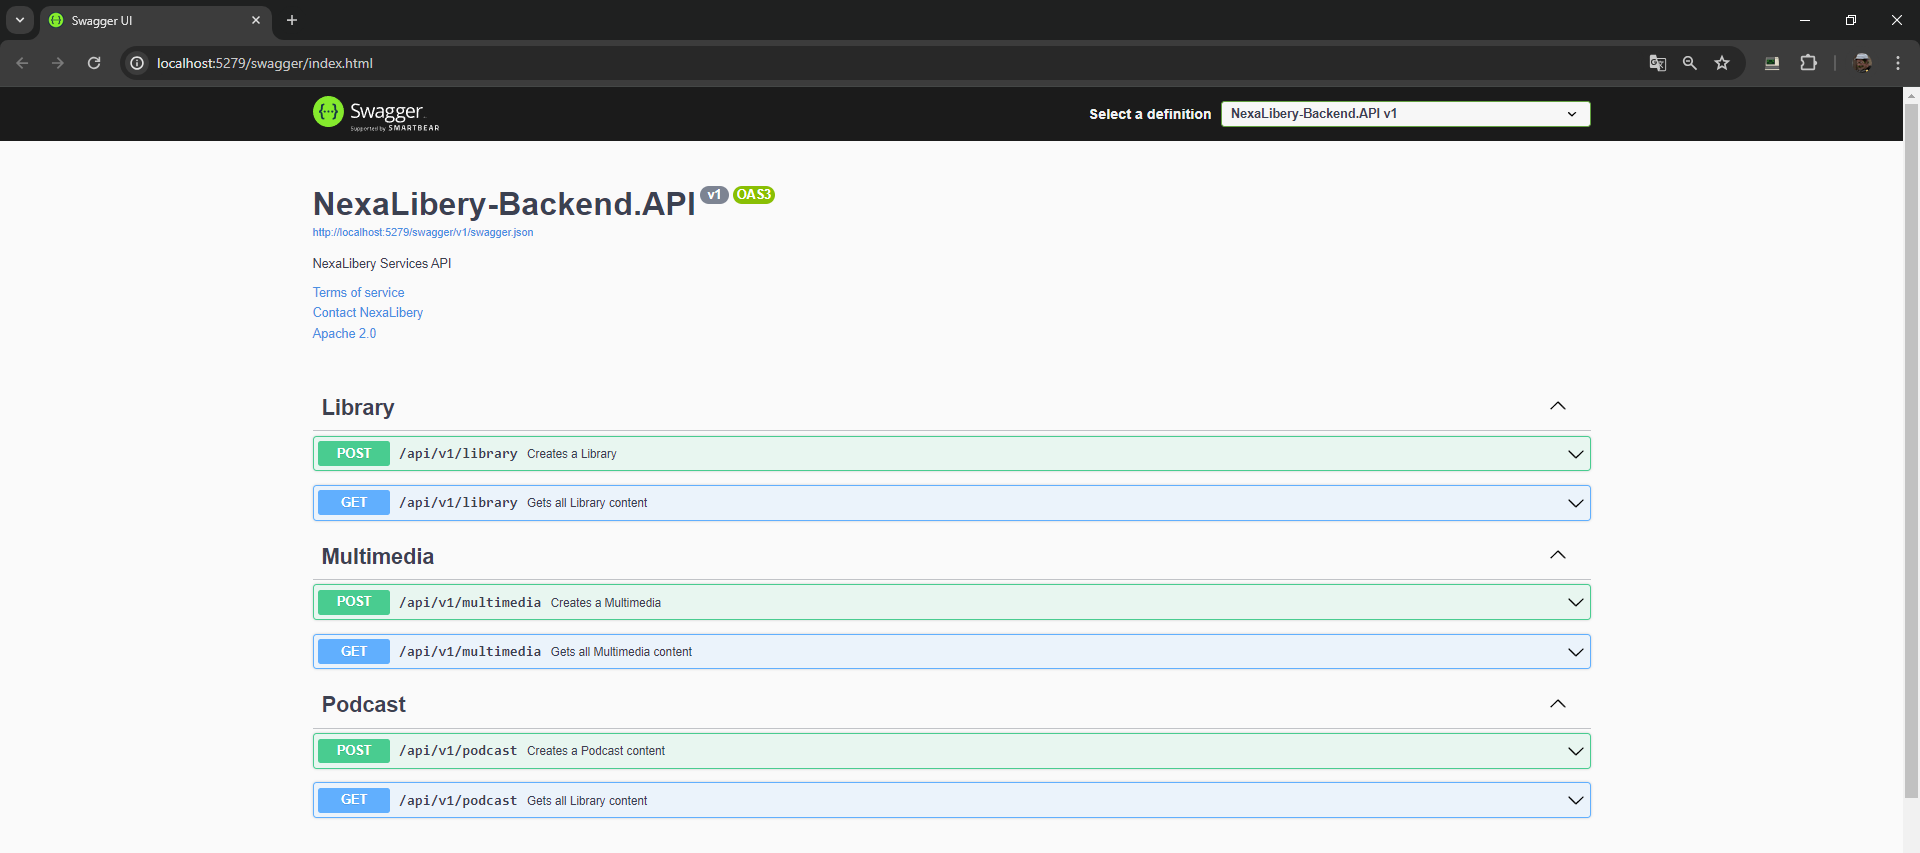 Swagger UI
localhost:5279/swagger/index.html
Swagger.
Supported by SMARTBEAR
Select a definition
NexaLibery-Backend.API v1
NexaLibery-Backend.API v1 OAS3
http://localhost:5279/swagger/v1/swagger.json
NexaLibery Services API
Terms of service
Contact NexaLibery
Apache 2.0
Library
POST /api/v1/library Creates a Library
GET /api/v1/library Gets all Library content
Multimedia
POST /api/v1/multimedia Creates a Multimedia
GET /api/v1/multimedia Gets all Multimedia content
Podcast
POST /api/v1/podcast Creates a Podcast content
GET /api/v1/podcast Gets all Library content